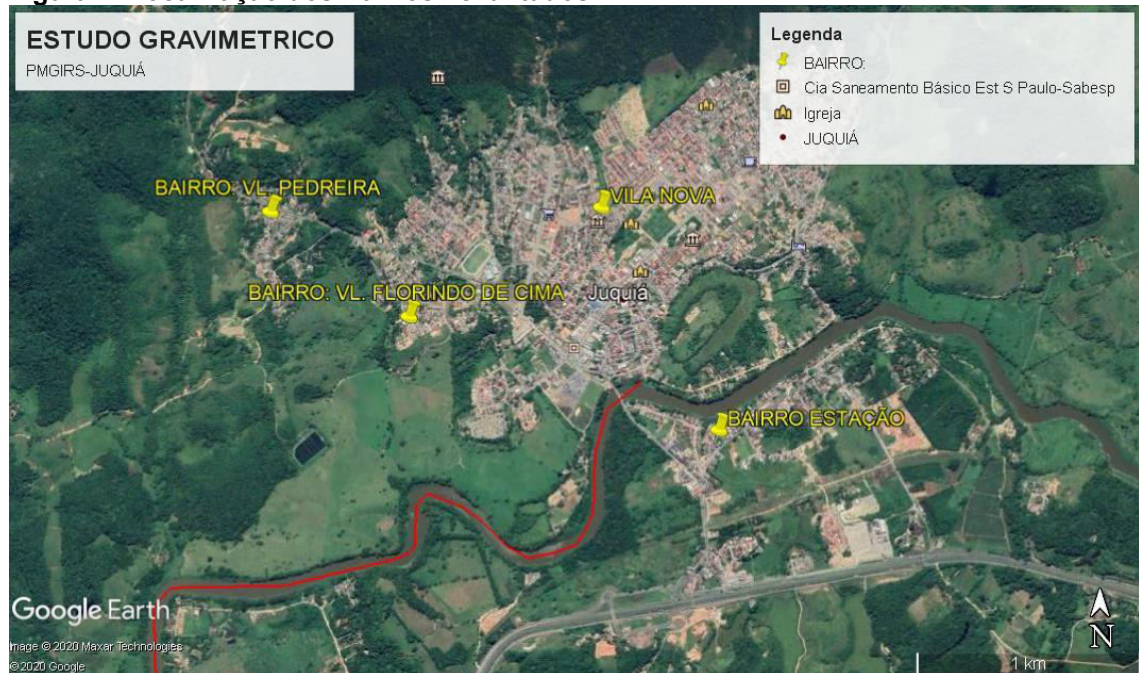 ESTUDO GRAVIMETRICO
PMGIRS-JUQUIÁ
Legenda
BAIRRO:
Cia Saneamento Básico Est S Paulo-Sabesp
Igreja
JUQUIÁ
BAIRRO: VL. PEDREIRA
VILA NOVA
BAIRRO: VL. FLORINDO DE CIMA
Juquiá
BAIRRO ESTAÇÃO
Google Earth
Image © 2020 Maxar Technologies
© 2020 Google
N
1 km